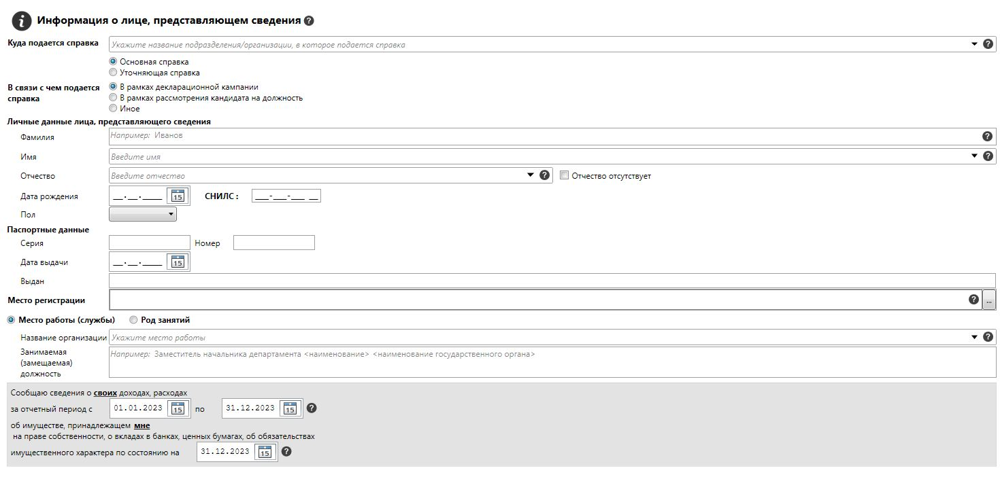 Информация о лице, представляющем сведения ?
Куда подается справка Укажите название подразделения/организации, в которое подается справка ?
Основная справка
Уточняющая справка
В связи с чем подается справка
В рамках декларационной кампании
В рамках рассмотрения кандидата на должность
Иное
Личные данные лица, представляющего сведения
Фамилия Например: Иванов ?
Имя Введите имя ?
Отчество Введите отчество ? Отчество отсутствует
Дата рождения __.__.____ 15 СНИЛС : ___-___-___ __
Пол
Паспортные данные
Серия Номер
Дата выдачи __.__.____ 15
Выдан
Место регистрации ? ...
Место работы (службы) Род занятий
Название организации Укажите место работы ?
Занимаемая
(замещаемая)
должность
Например: Заместитель начальника департамента <наименование> <наименование государственного органа>
Сообщаю сведения о своих доходах, расходах
за отчетный период с 01.01.2023 15 по 31.12.2023 15 ?
об имуществе, принадлежащем мне
на праве собственности, о вкладах в банках, ценных бумагах, об обязательствах
имущественного характера по состоянию на 31.12.2023 15 ?